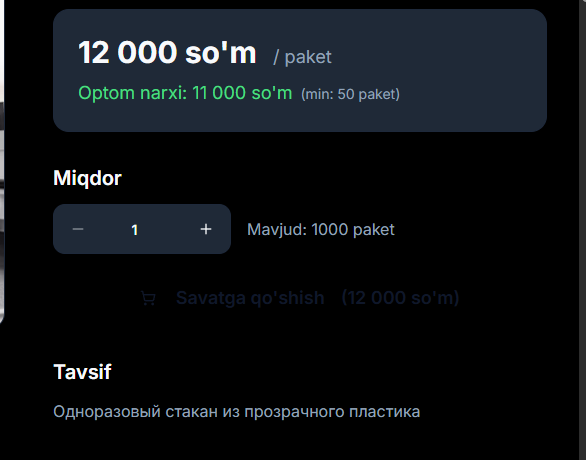 12 000 so'm / paket
Optom narxi: 11 000 so'm (min: 50 paket)
Miqdor
− 1 + Mavjud: 1000 paket
Savatga qo'shish (12 000 so'm)
Tavsif
Одноразовый стакан из прозрачного пластика